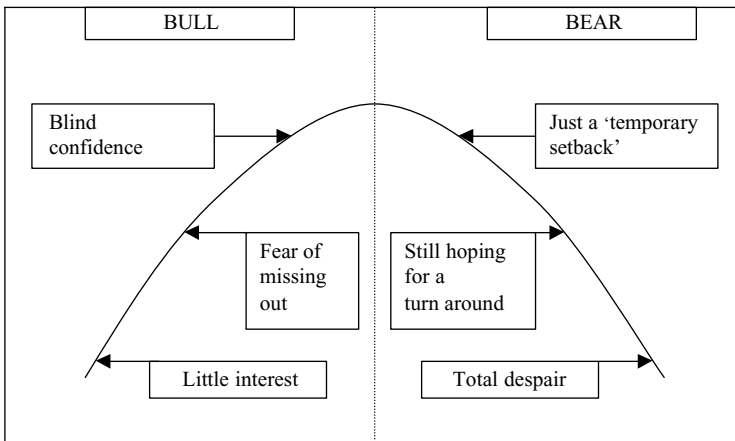 BULL
BEAR
Blind
confidence
Just a ‘temporary
setback’
Fear of
missing
out
Still hoping
for a
turn around
Little interest
Total despair